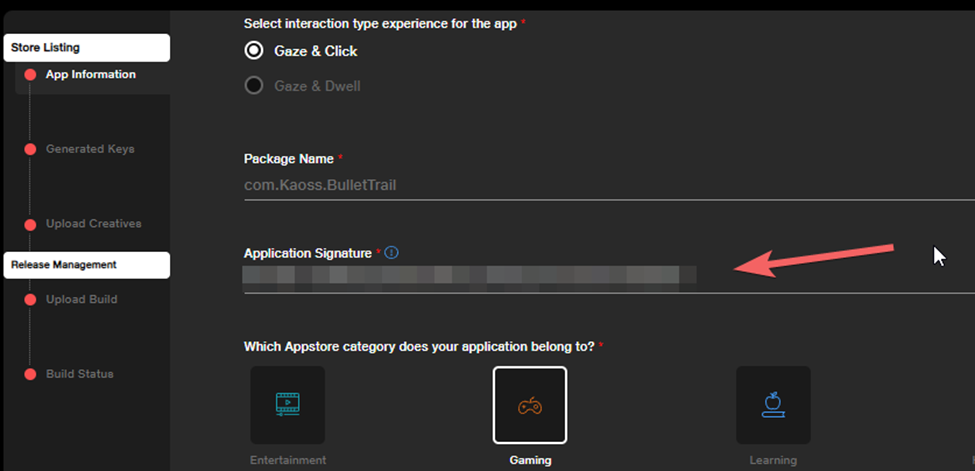 Select interaction type experience for the app *
Store Listing
Gaze & Click
App Information
Gaze & Dwell
Generated Keys
Package Name *
com.Kaoss.BulletTrail
Upload Creatives
Application Signature *
Release Management
Upload Build
Which Appstore category does your application belong to? *
Build Status
Entertainment Gaming Learning